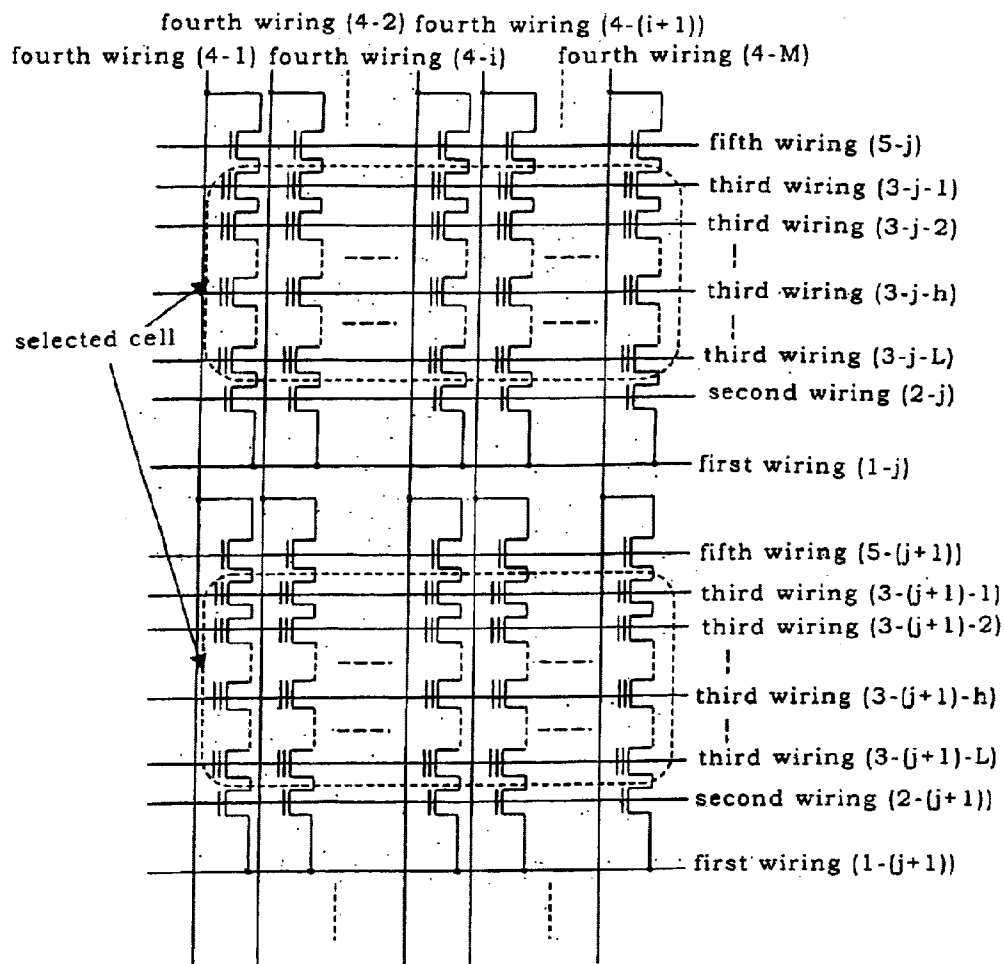 fourth wiring (4-2) fourth wiring (4-(i+1))
fourth wiring (4-1) fourth wiring (4-i) fourth wiring (4-M)
fifth wiring (5-j)
third wiring (3-j-1)
third wiring (3-j-2)
third wiring (3-j-h)
selected cell
third wiring (3-j-L)
second wiring (2-j)
first wiring (1-j)
fifth wiring (5-(j+1))
third wiring (3-(j+1)-1)
third wiring (3-(j+1)-2)
third wiring (3-(j+1)-h)
third wiring (3-(j+1)-L)
second wiring (2-(j+1))
first wiring (1-(j+1))